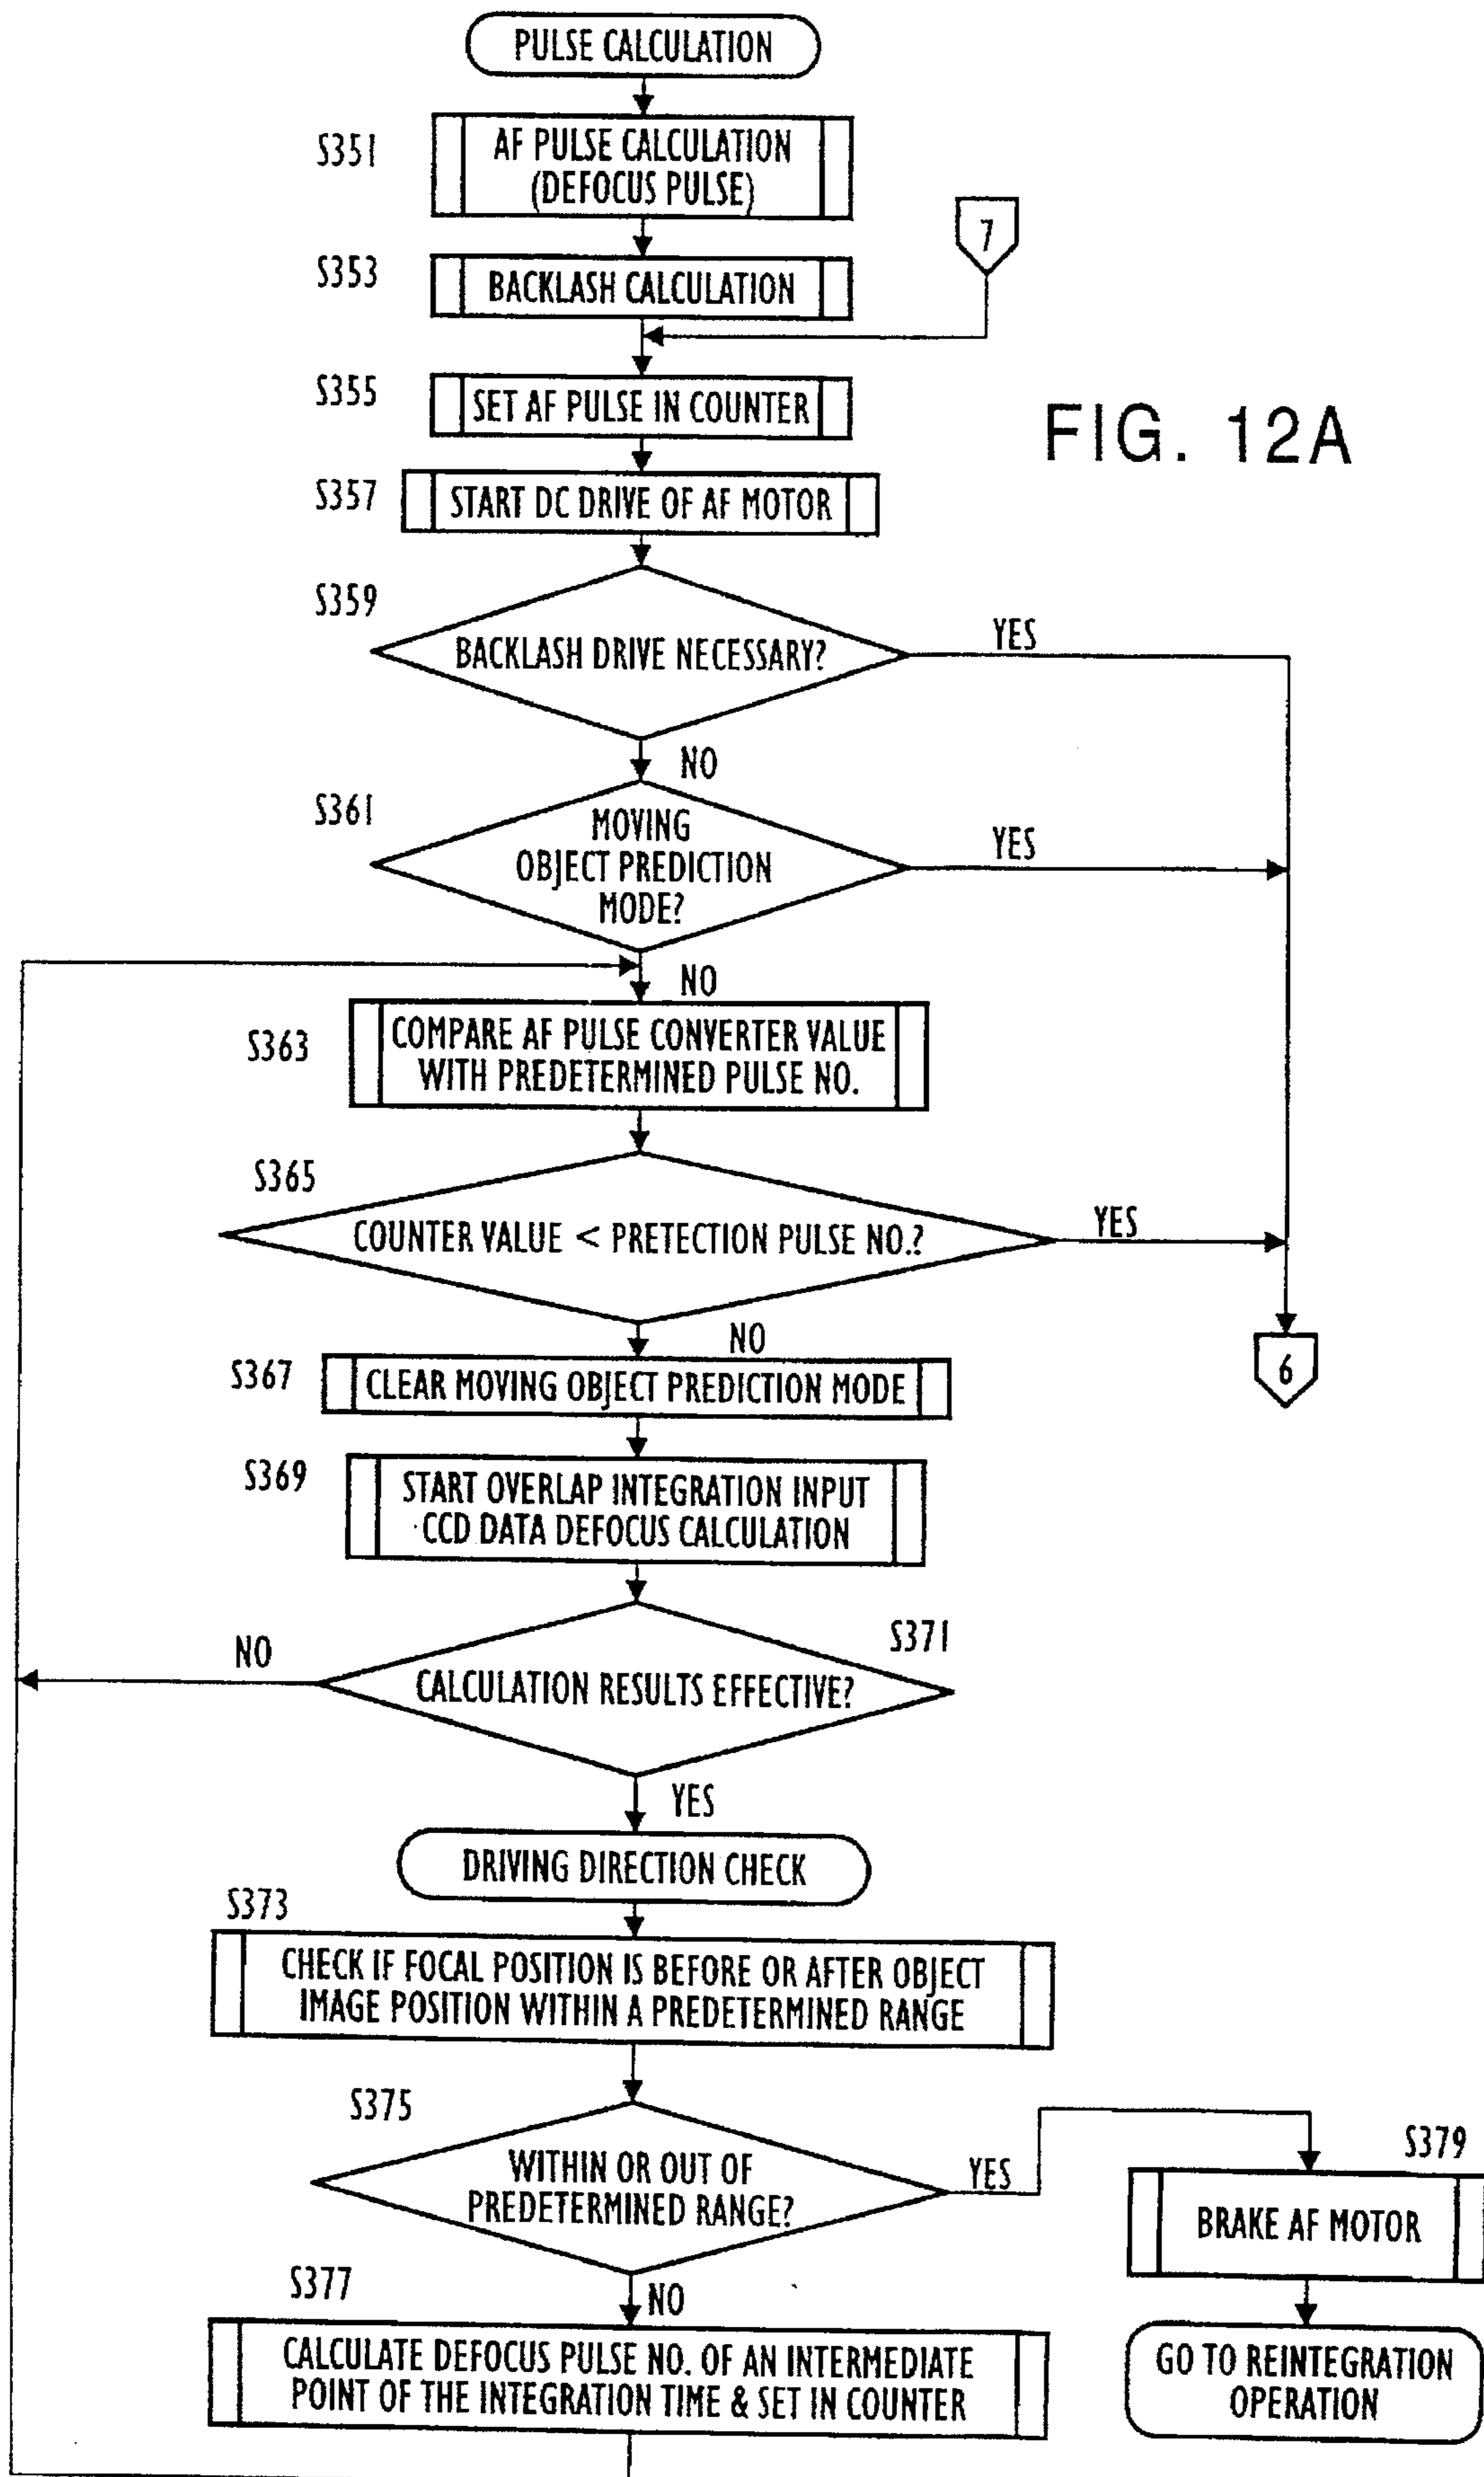 PULSE CALCULATION
S351
AF PULSE CALCULATION
(DEFOCUS PULSE)
7
S353
BACKLASH CALCULATION
S355
SET AF PULSE IN COUNTER
FIG. 12A
S357
START DC DRIVE OF AF MOTOR
S359
BACKLASH DRIVE NECESSARY?
YES
NO
S361
MOVING
OBJECT PREDICTION
MODE?
YES
NO
S363
COMPARE AF PULSE CONVERTER VALUE
WITH PREDETERMINED PULSE NO.
S365
COUNTER VALUE < PRETECTION PULSE NO.?
YES
NO
6
S367
CLEAR MOVING OBJECT PREDICTION MODE
S369
START OVERLAP INTEGRATION INPUT
CCD DATA DEFOCUS CALCULATION
S371
NO
CALCULATION RESULTS EFFECTIVE?
YES
DRIVING DIRECTION CHECK
S373
CHECK IF FOCAL POSITION IS BEFORE OR AFTER OBJECT
IMAGE POSITION WITHIN A PREDETERMINED RANGE
S375
WITHIN OR OUT OF
PREDETERMINED RANGE?
YES
S379
BRAKE AF MOTOR
S377
NO
CALCULATE DEFOCUS PULSE NO. OF AN INTERMEDIATE
POINT OF THE INTEGRATION TIME & SET IN COUNTER
GO TO REINTEGRATION
OPERATION